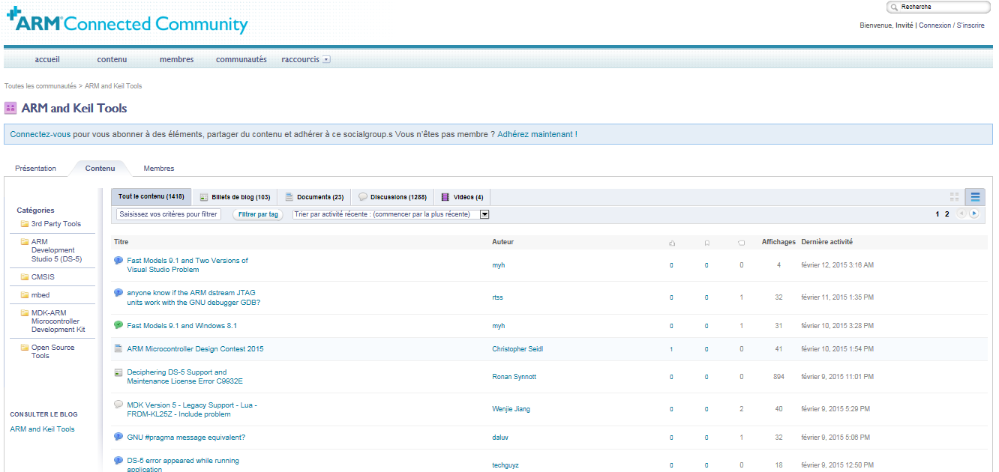 ARM Connected Community
Recherche
Bienvenue, Invité | Connexion / S'inscrire
accueil contenu membres communautés raccourcis
Toutes les communautés > ARM and Keil Tools
ARM and Keil Tools
Connectez-vous pour vous abonner à des éléments, partager du contenu et adhérer à ce socialgroup.s Vous n'êtes pas membre ? Adhérez maintenant !
Présentation Contenu Membres
Catégories
3rd Party Tools
ARM
Development
Studio 5 (DS-5)
CMSIS
mbed
MDK-ARM
Microcontroller
Development Kit
Open Source
Tools
CONSULTER LE BLOG
ARM and Keil Tools
Tout le contenu (1418) Billets de blog (103) Documents (23) Discussions (1288) Vidéos (4)
Saisissez vos critères pour filtrer Filtrer par tag Trier par activité récente : (commencer par la plus récente) 1 2
Titre Auteur Affichages Dernière activité
Fast Models 9.1 and Two Versions of
Visual Studio Problem
myh 0 0 0 4 février 12, 2015 3:16 AM
anyone know if the ARM dstream JTAG
units work with the GNU debugger GDB?
rtss 0 0 1 32 février 11, 2015 1:35 PM
Fast Models 9.1 and Windows 8.1 myh 0 0 1 31 février 10, 2015 3:28 PM
ARM Microcontroller Design Contest 2015 Christopher Seidl 1 0 0 41 février 10, 2015 1:54 PM
Deciphering DS-5 Support and
Maintenance License Error C9932E
Ronan Synnott 0 0 0 894 février 9, 2015 11:01 PM
MDK Version 5 - Legacy Support - Lua -
FRDM-KL25Z - Include problem
Wenjie Jiang 0 0 2 40 février 9, 2015 5:29 PM
GNU #pragma message equivalent? daluv 0 0 1 32 février 9, 2015 5:06 PM
DS-5 error appeared while running
application
techguyz 0 0 0 18 février 9, 2015 12:50 PM